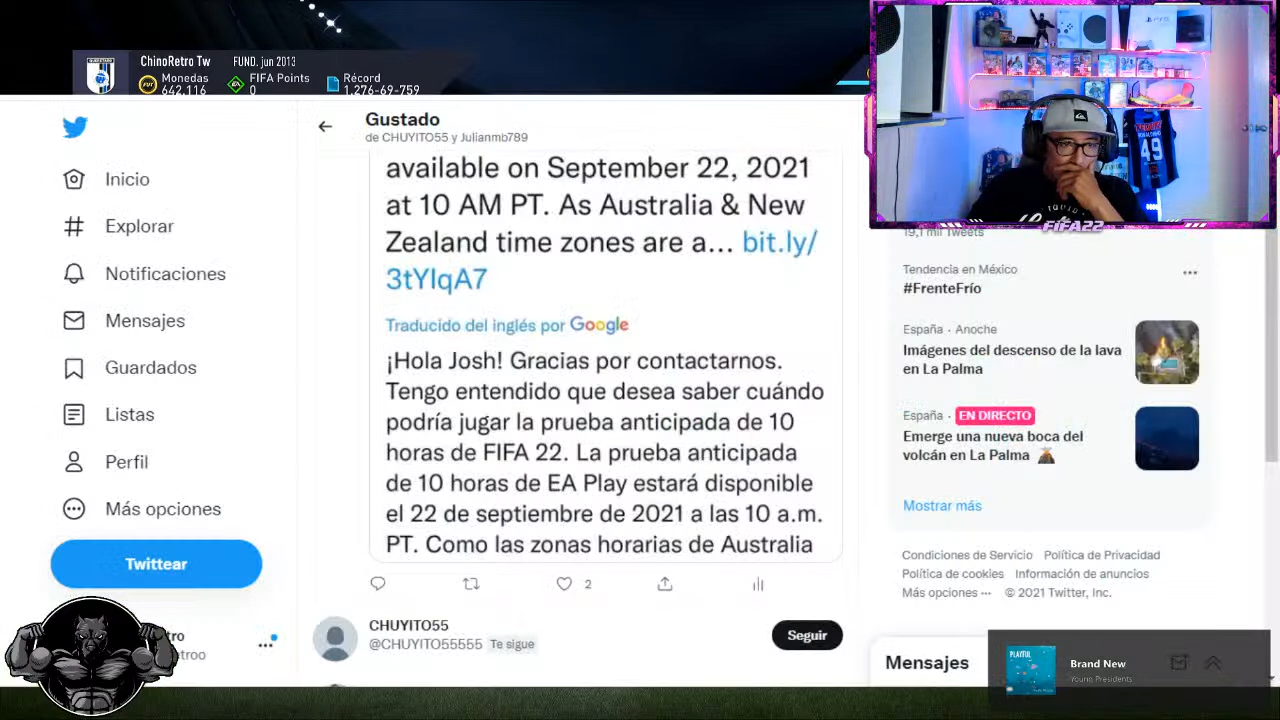 ChinoRetro Tw FUND. jun 2013
Monedas
642,116
FIFA Points
0
Récord
1,276-69-759
Inicio
Explorar
Notificaciones
Mensajes
Guardados
Listas
Perfil
Más opciones
Twittear
tro
etroo
Gustado
de CHUYITO55 y Julianmb789
available on September 22, 2021
at 10 AM PT. As Australia & New
Zealand time zones are a... bit.ly/
3tYIqA7
Traducido del inglés por Google
¡Hola Josh! Gracias por contactarnos.
Tengo entendido que desea saber cuándo
podría jugar la prueba anticipada de 10
horas de FIFA 22. La prueba anticipada
de 10 horas de EA Play estará disponible
el 22 de septiembre de 2021 a las 10 a.m.
PT. Como las zonas horarias de Australia
2
CHUYITO55
@CHUYITO55555 Te sigue
Seguir
49
FIFA22
19,1 mil Tweets
Tendencia en México
#FrenteFrío
España · Anoche
Imágenes del descenso de la lava
en La Palma
España · EN DIRECTO
Emerge una nueva boca del
volcán en La Palma
Mostrar más
Condiciones de Servicio Política de Privacidad
Política de cookies Información de anuncios
Más opciones ··· © 2021 Twitter, Inc.
Mensajes
PLAYFUL
Brand New
Young Presidents